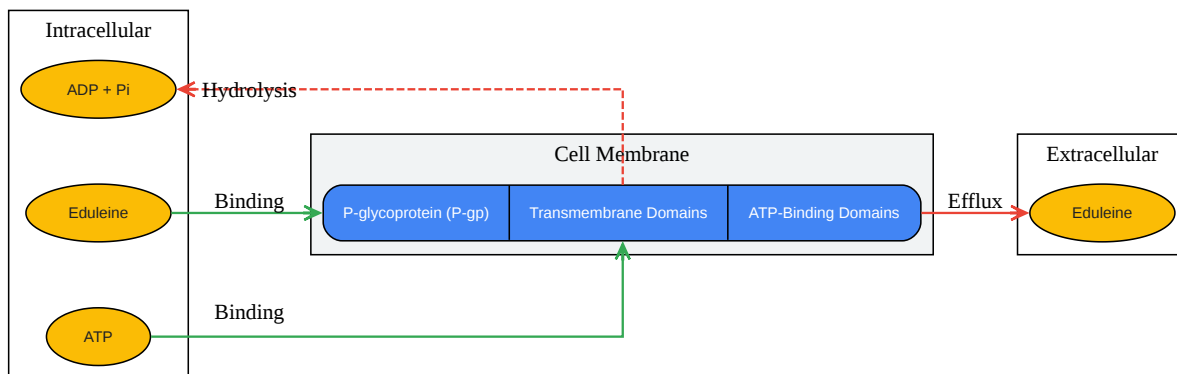 Intracellular
ADP + Pi
Hydrolysis
Cell Membrane
Extracellular
Eduleine
Binding
P-glycoprotein (P-gp)
Transmembrane Domains
ATP-Binding Domains
Efflux
Eduleine
Binding
ATP